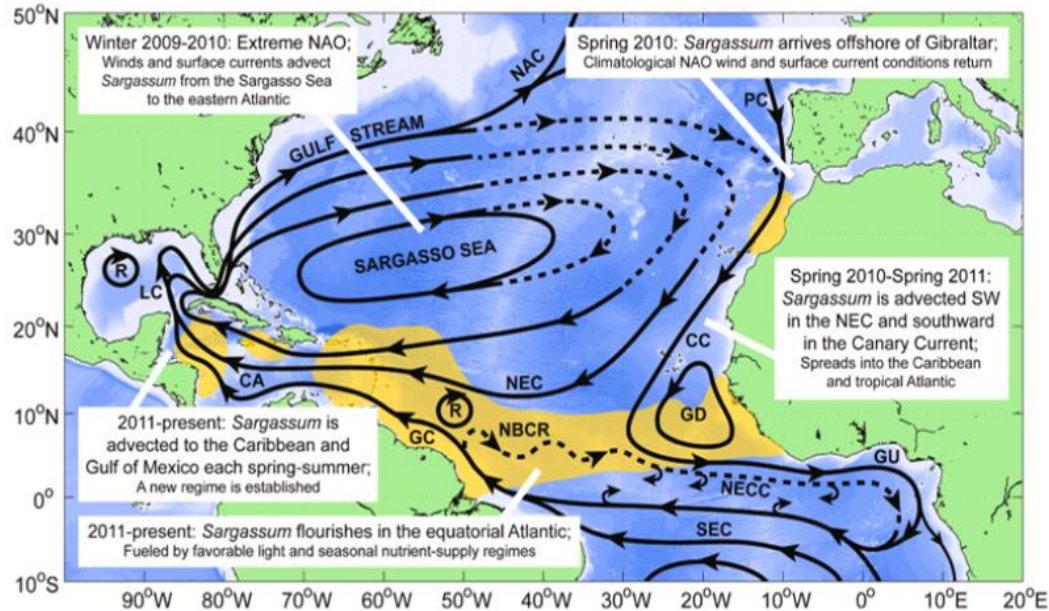 50°N
40°N
30°N
20°N
10°N
0°
10°S
90°W
80°W
70°W
60°W
50°W
40°W
30°W
20°W
10°W
0°
10°E
20°E
Winter 2009-2010: Extreme NAO;
Winds and surface currents advect
Sargassum from the Sargasso Sea
to the eastern Atlantic
Spring 2010: Sargassum arrives offshore of Gibraltar;
Climatological NAO wind and surface current conditions return
NAC
PC
GULF STREAM
SARGASSO SEA
R
LC
Spring 2010-Spring 2011:
Sargassum is advected SW
in the NEC and southward
in the Canary Current;
Spreads into the Caribbean
and tropical Atlantic
CC
CA
NEC
GD
R
GC
NBCR
GU
NECC
SEC
2011-present: Sargassum is
advected to the Caribbean and
Gulf of Mexico each spring-summer;
A new regime is established
2011-present: Sargassum flourishes in the equatorial Atlantic;
Fueled by favorable light and seasonal nutrient-supply regimes